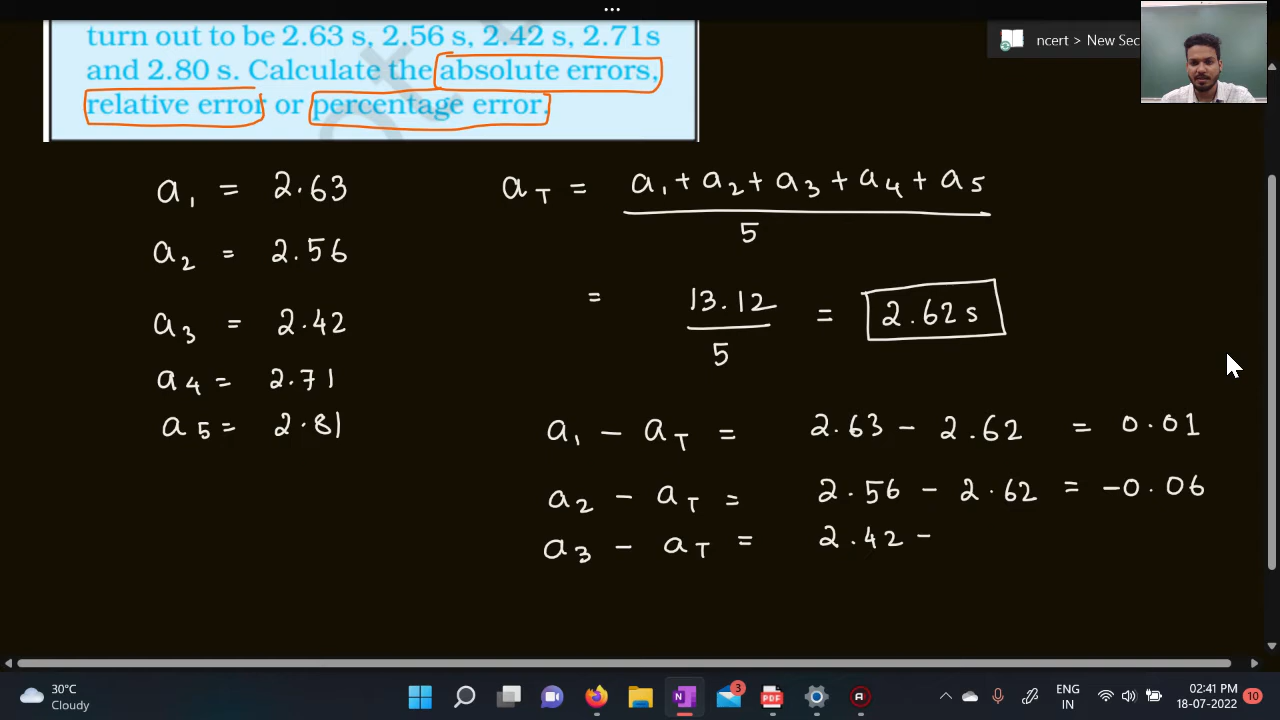 turn out to be 2.63 s, 2.56 s, 2.42 s, 2.71s
and 2.80 s. Calculate the absolute errors,
relative error or percentage error.
ncert > New Sec
a1 = 2.63
a2 = 2.56
a3 = 2.42
a4 = 2.71
a5 = 2.81
aT = a1 + a2 + a3 + a4 + a5
5
= 13.12 = 2.62 s
5
a1 - aT = 2.63 - 2.62 = 0.01
a2 - aT = 2.56 - 2.62 = -0.06
a3 - aT = 2.42 -
30°C
Cloudy
3
ENG
IN
02:41 PM
18-07-2022
10